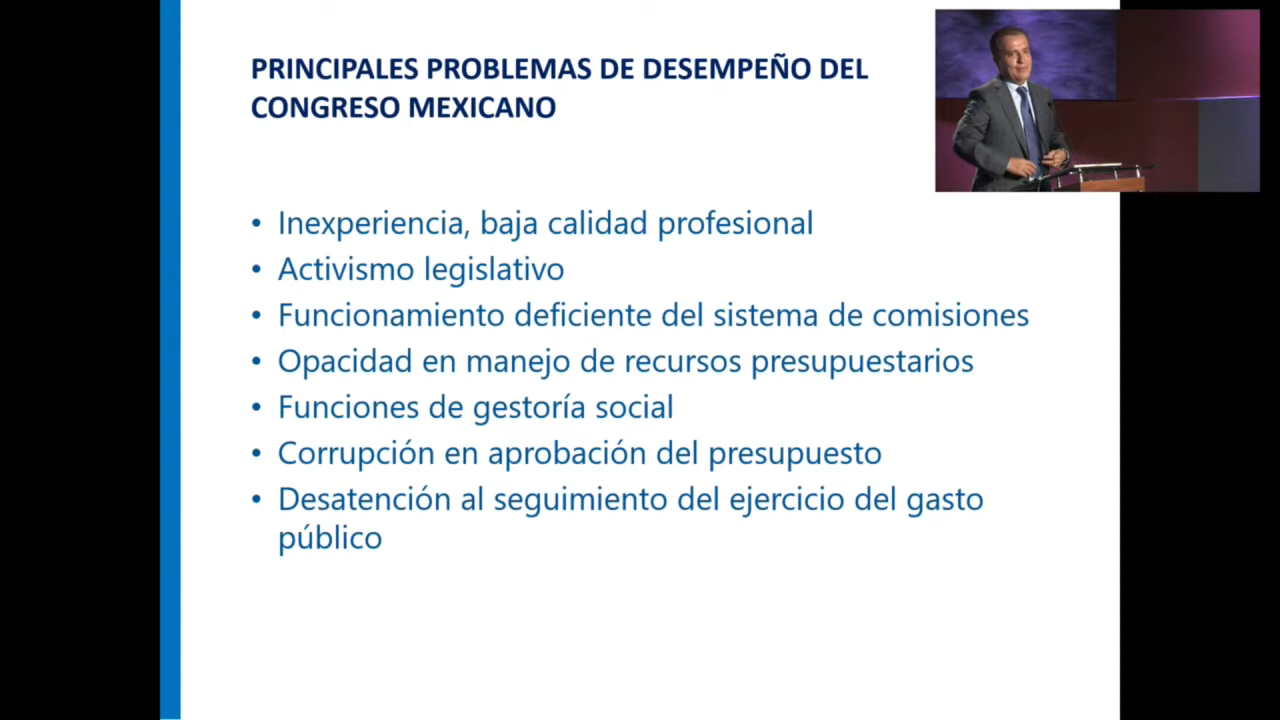 PRINCIPALES PROBLEMAS DE DESEMPEÑO DEL
CONGRESO MEXICANO
• Inexperiencia, baja calidad profesional
• Activismo legislativo
• Funcionamiento deficiente del sistema de comisiones
• Opacidad en manejo de recursos presupuestarios
• Funciones de gestoría social
• Corrupción en aprobación del presupuesto
• Desatención al seguimiento del ejercicio del gasto
público